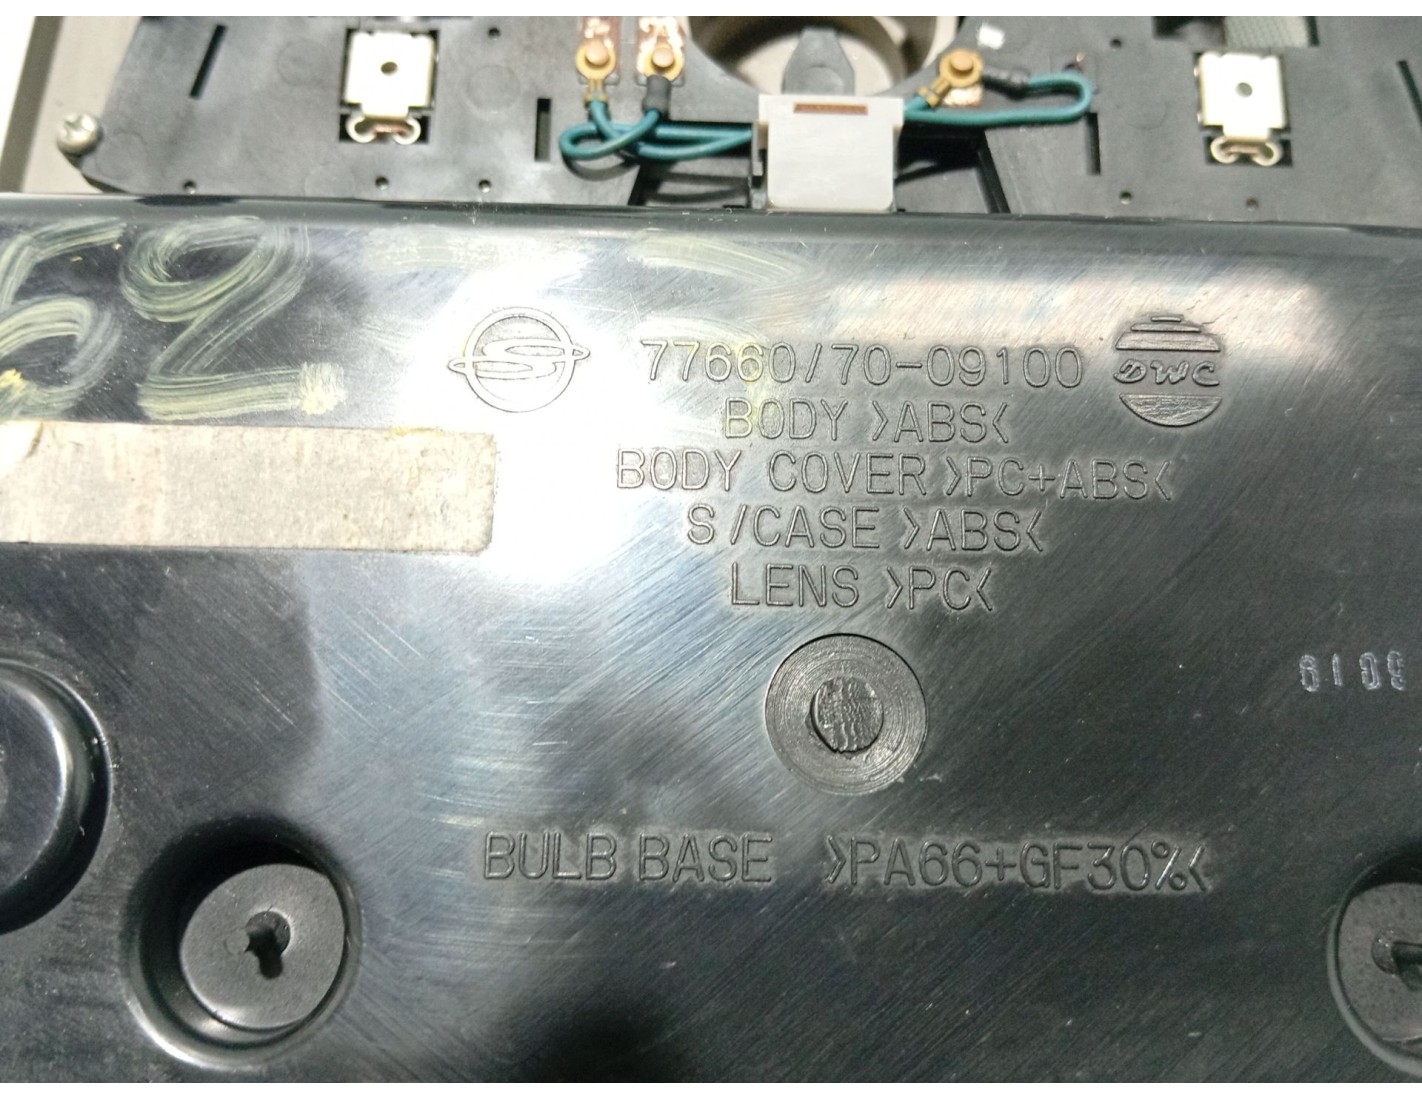 77660/70-09100
DWC
BODY >ABS<
BODY COVER >PC+ABS<
S/CASE >ABS<
LENS >PC<
BULB BASE >PA66+GF30%<